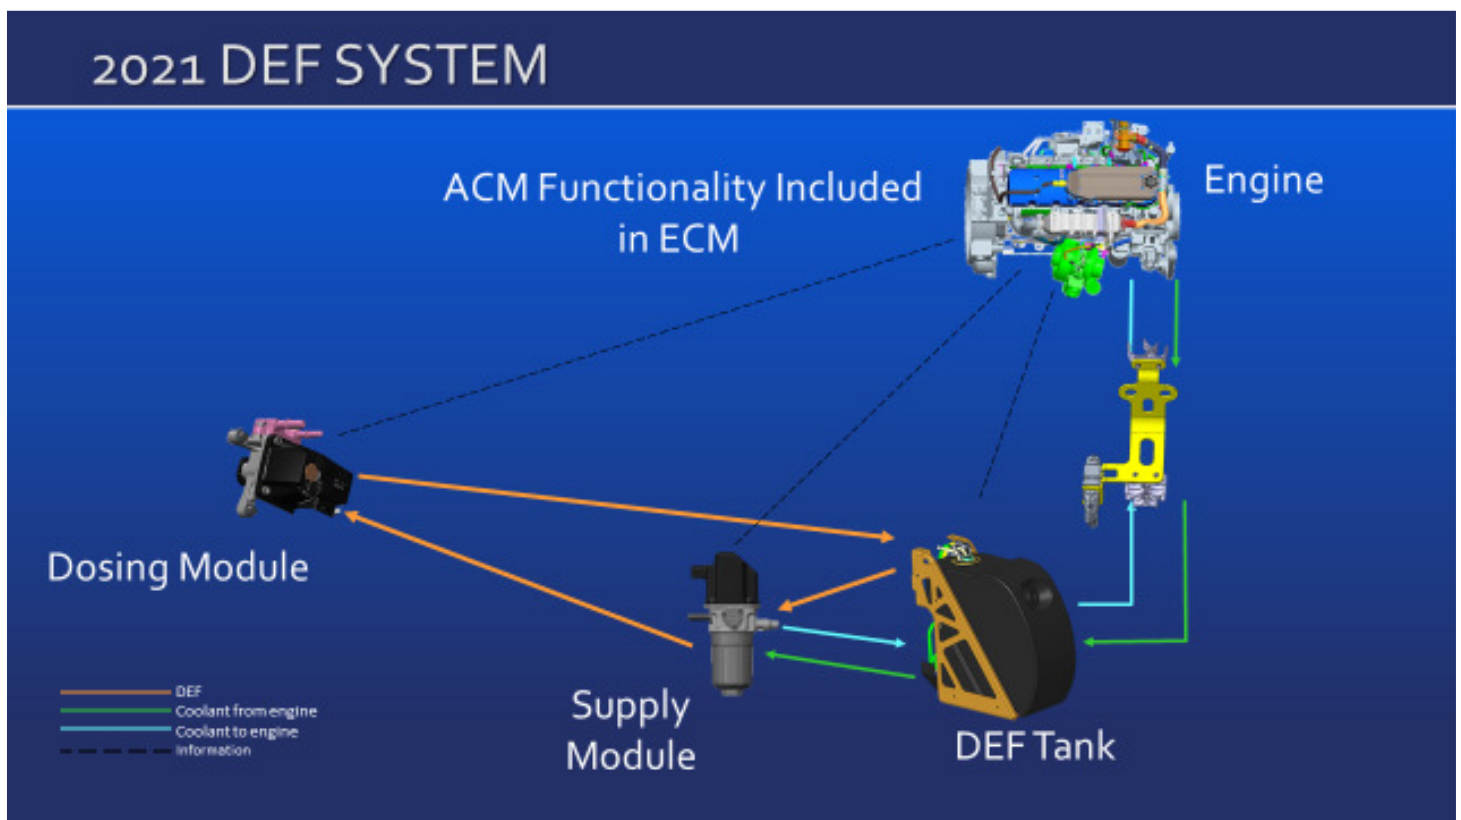 2021 DEF SYSTEM
ACM Functionality Included
in ECM
Engine
Dosing Module
Supply
Module
DEF Tank
DEF
Coolant from engine
Coolant to engine
Information